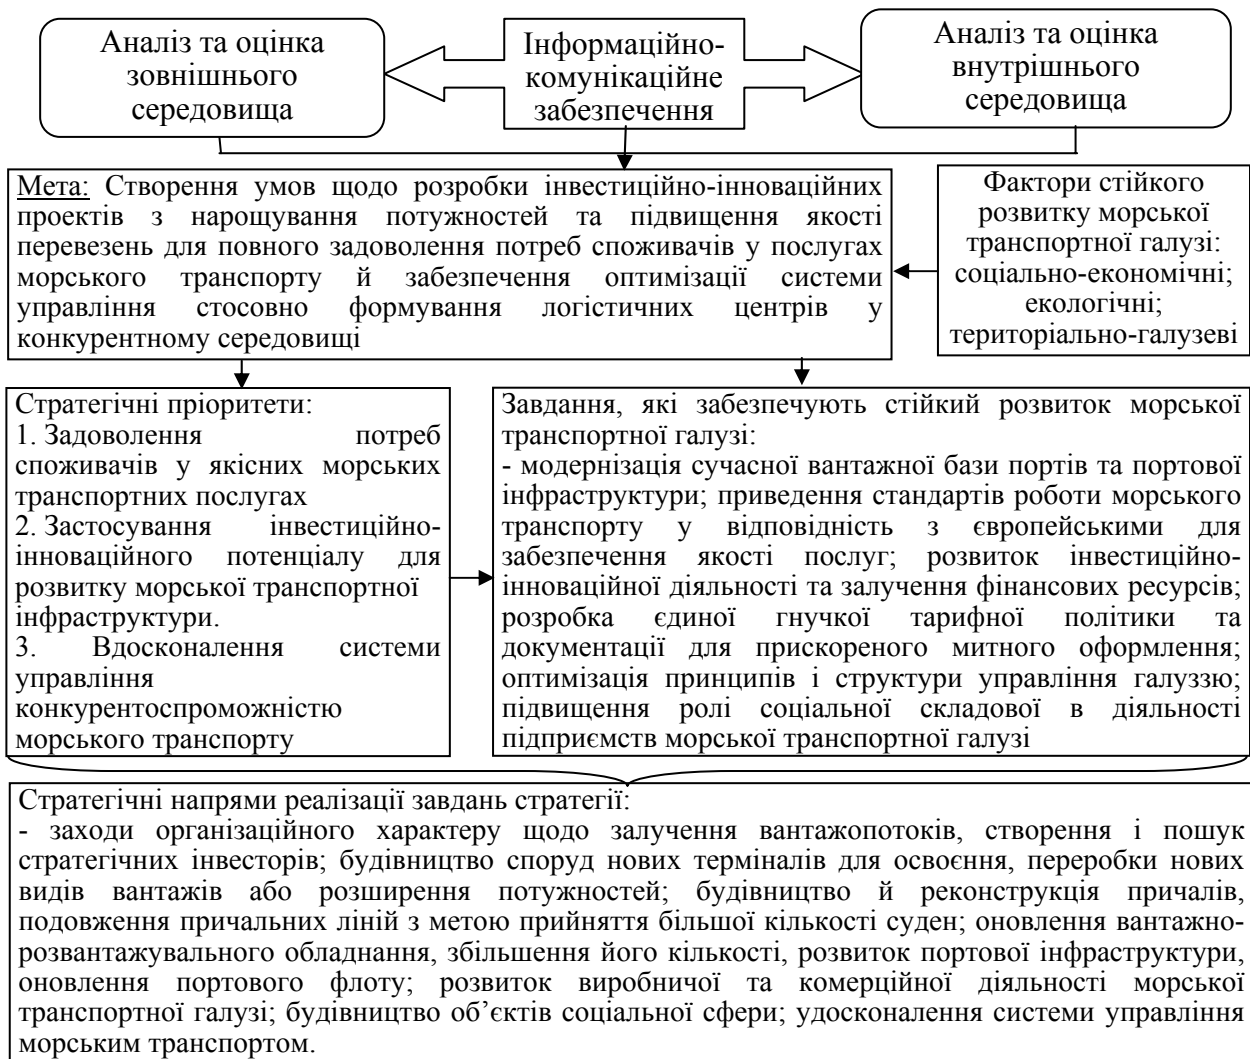 Аналіз та оцінка
зовнішнього
середовища
Інформаційно-
комунікаційне
забезпечення
Аналіз та оцінка
внутрішнього
середовища
Мета: Створення умов щодо розробки інвестиційно-інноваційних
проектів з нарощування потужностей та підвищення якості
перевезень для повного задоволення потреб споживачів у послугах
морського транспорту й забезпечення оптимізації системи
управління стосовно формування логістичних центрів у
конкурентному середовищі
Фактори стійкого
розвитку морської
транспортної галузі:
соціально-економічні;
екологічні;
територіально-галузеві
Стратегічні пріоритети:
1. Задоволення потреб
споживачів у якісних морських
транспортних послугах
2. Застосування інвестиційно-
інноваційного потенціалу для
розвитку морської транспортної
інфраструктури.
3. Вдосконалення системи
управління
конкурентоспроможністю
морського транспорту
Завдання, які забезпечують стійкий розвиток морської
транспортної галузі:
- модернізація сучасної вантажної бази портів та портової
інфраструктури; приведення стандартів роботи морського
транспорту у відповідність з європейськими для
забезпечення якості послуг; розвиток інвестиційно-
інноваційної діяльності та залучення фінансових ресурсів;
розробка єдиної гнучкої тарифної політики та
документації для прискореного митного оформлення;
оптимізація принципів і структури управління галуззю;
підвищення ролі соціальної складової в діяльності
підприємств морської транспортної галузі
Стратегічні напрями реалізації завдань стратегії:
- заходи організаційного характеру щодо залучення вантажопотоків, створення і пошук
стратегічних інвесторів; будівництво споруд нових терміналів для освоєння, переробки нових
видів вантажів або розширення потужностей; будівництво й реконструкція причалів,
подовження причальних ліній з метою прийняття більшої кількості суден; оновлення вантажно-
розвантажувального обладнання, збільшення його кількості, розвиток портової інфраструктури,
оновлення портового флоту; розвиток виробничої та комерційної діяльності морської
транспортної галузі; будівництво об’єктів соціальної сфери; удосконалення системи управління
морським транспортом.